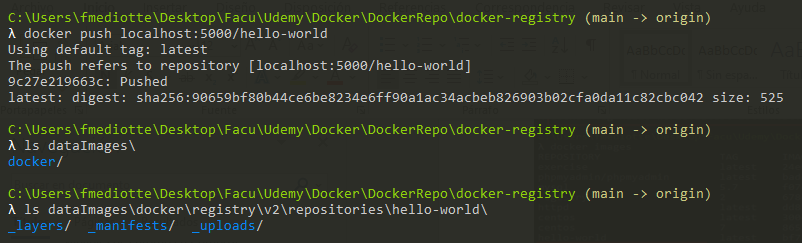 C:\Users\fmediotte\Desktop\Facu\Udemy\Docker\DockerRepo\docker-registry (main -> origin)
λ docker push localhost:5000/hello-world
Using default tag: latest
The push refers to repository [localhost:5000/hello-world]
9c27e219663c: Pushed
latest: digest: sha256:90659bf80b44ce6be8234e6ff90a1ac34acbeb826903b02cfa0da11c82cbc042 size: 525
C:\Users\fmediotte\Desktop\Facu\Udemy\Docker\DockerRepo\docker-registry (main -> origin)
λ ls dataImages\
docker/
C:\Users\fmediotte\Desktop\Facu\Udemy\Docker\DockerRepo\docker-registry (main -> origin)
λ ls dataImages\docker\registry\v2\repositories\hello-world\
_layers/ _manifests/ _uploads/